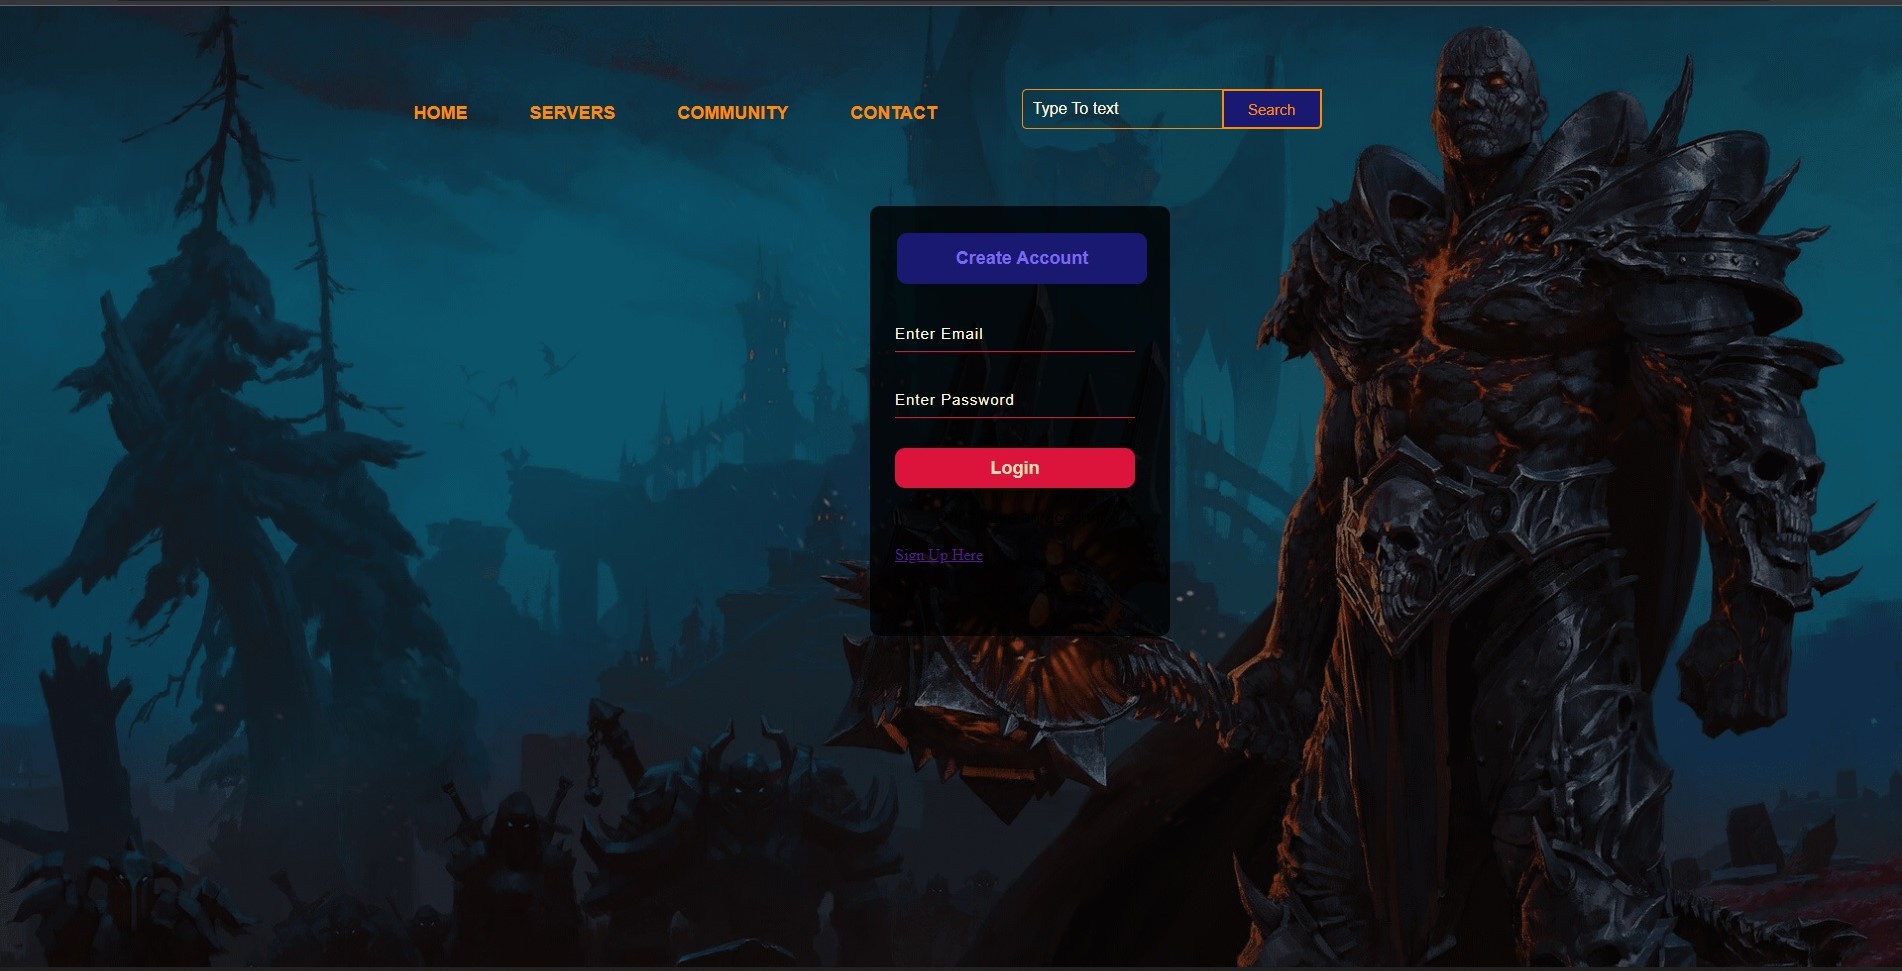 HOME SERVERS COMMUNITY CONTACT Type To text Search
Create Account
Enter Email
Enter Password
Login
Sign Up Here